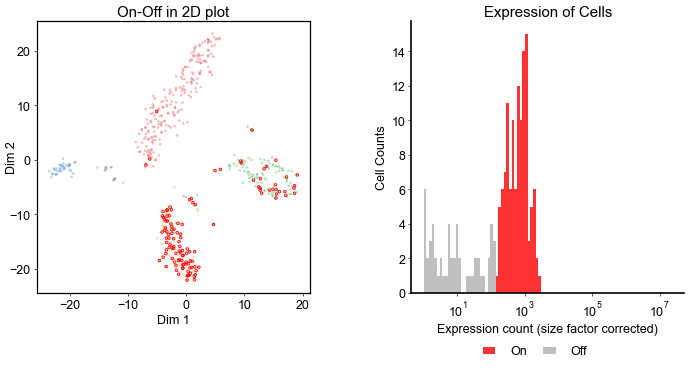 On-Off in 2D plot
Dim 2
20
10
0
−10
−20
−20 −10 0 10 20
Dim 1
Expression of Cells
Cell Counts
14
12
10
8
6
4
2
0
10^1 10^3 10^5 10^7
Expression count (size factor corrected)
On Off